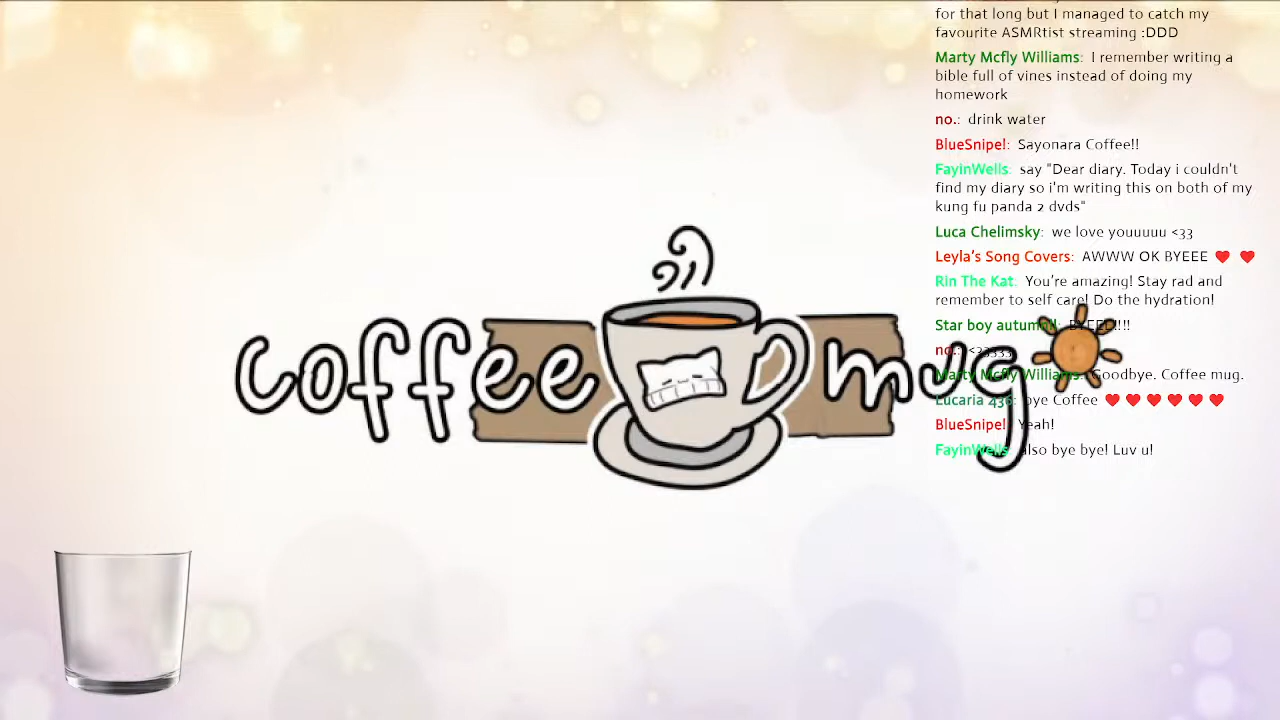 for that long but I managed to catch my
favourite ASMRtist streaming :DDD
Marty Mcfly Williams: I remember writing a
bible full of vines instead of doing my
homework
no.: drink water
BlueSnipe!: Sayonara Coffee!!
FayinWells: say "Dear diary. Today i couldn't
find my diary so i'm writing this on both of my
kung fu panda 2 dvds"
Luca Chelimsky: we love youuuuu <33
Leyla's Song Covers: AWWW OK BYEEE ❤ ❤
Rin The Kat: You're amazing! Stay rad and
remember to self care! Do the hydration!
Star boy autumn!:
no.: <23333
Marty Mcfly Williams: Goodbye. Coffee mug.
Lucaria 436: bye Coffee ❤ ❤ ❤ ❤ ❤ ❤
BlueSnipe!: Yeah!
FayinWells: also bye bye! Luv u!
coffee mug